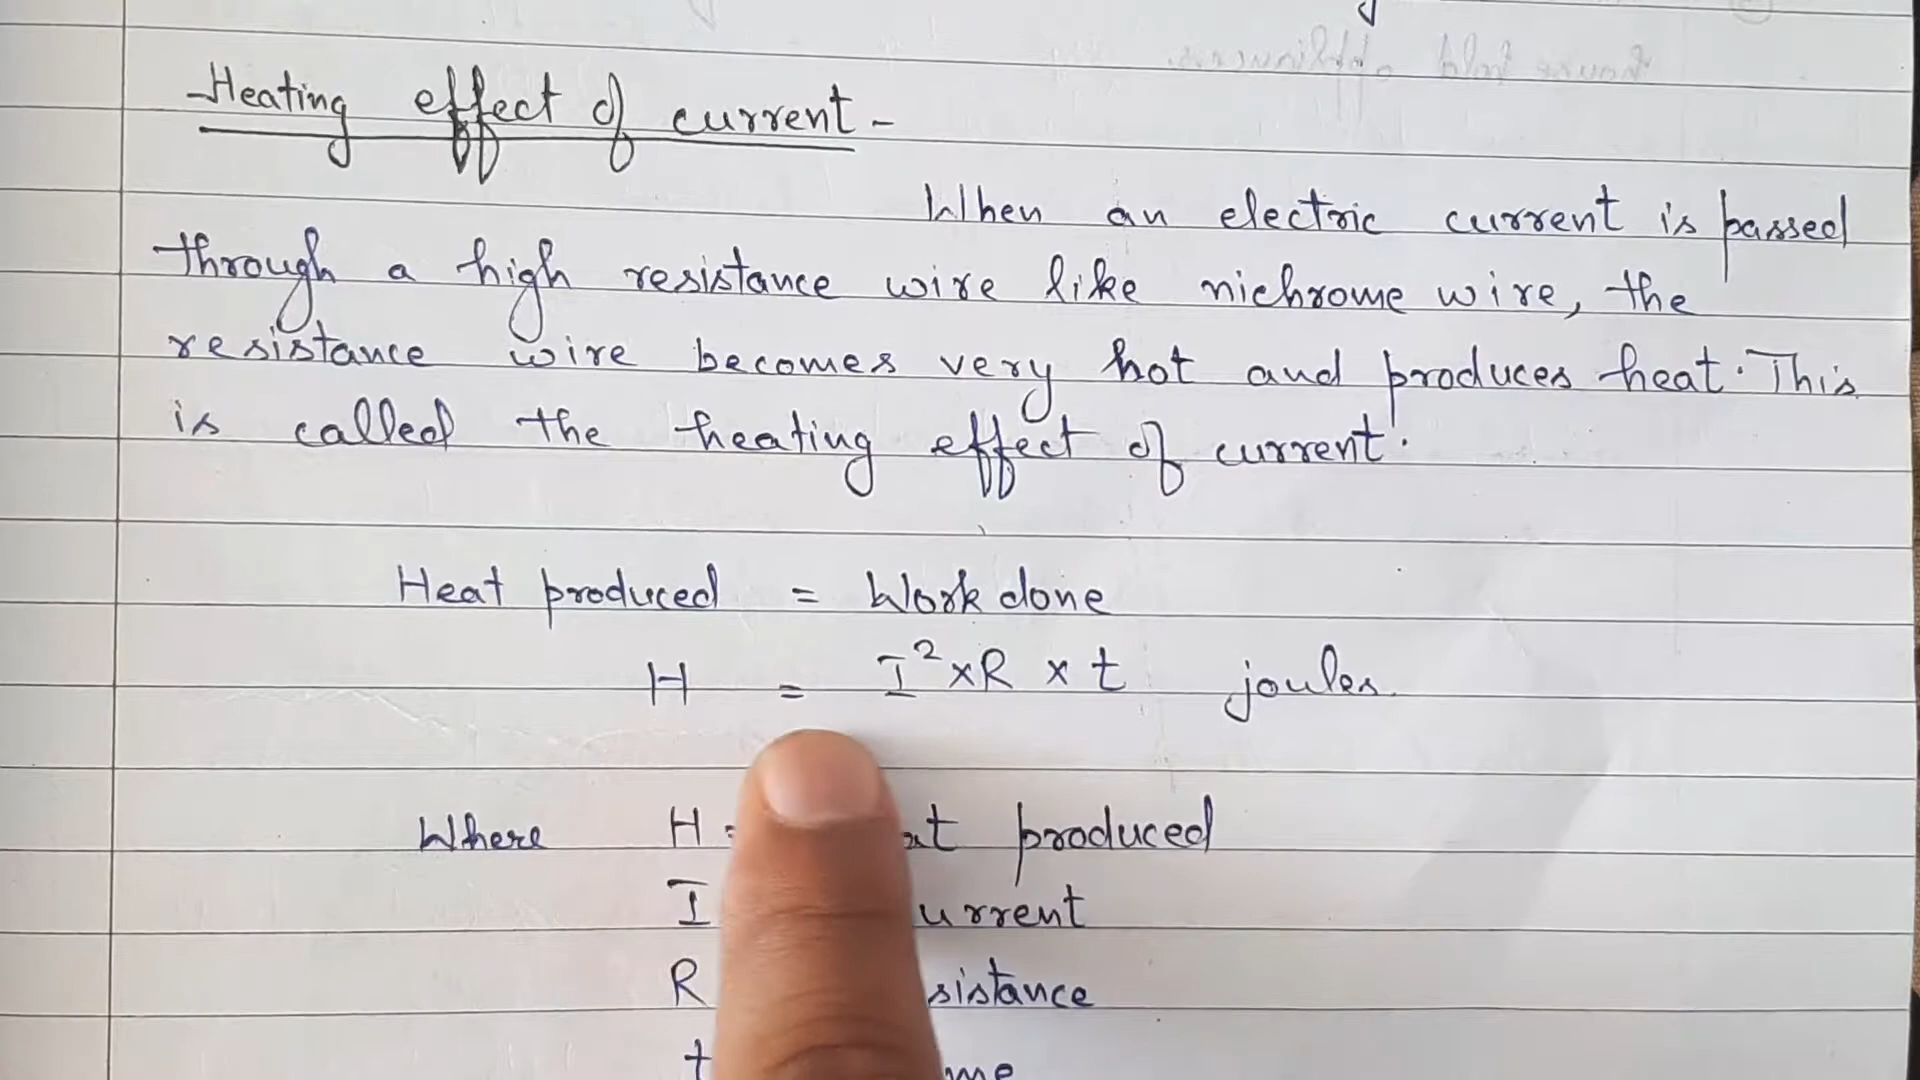 Heating effect of current -
When an electric current is passed
through a high resistance wire like nichrome wire, the
resistance wire becomes very hot and produces heat. This
is called the heating effect of current.
Heat produced = Work done
H = I² x R x t joules.
Where H = produced
I
R
t